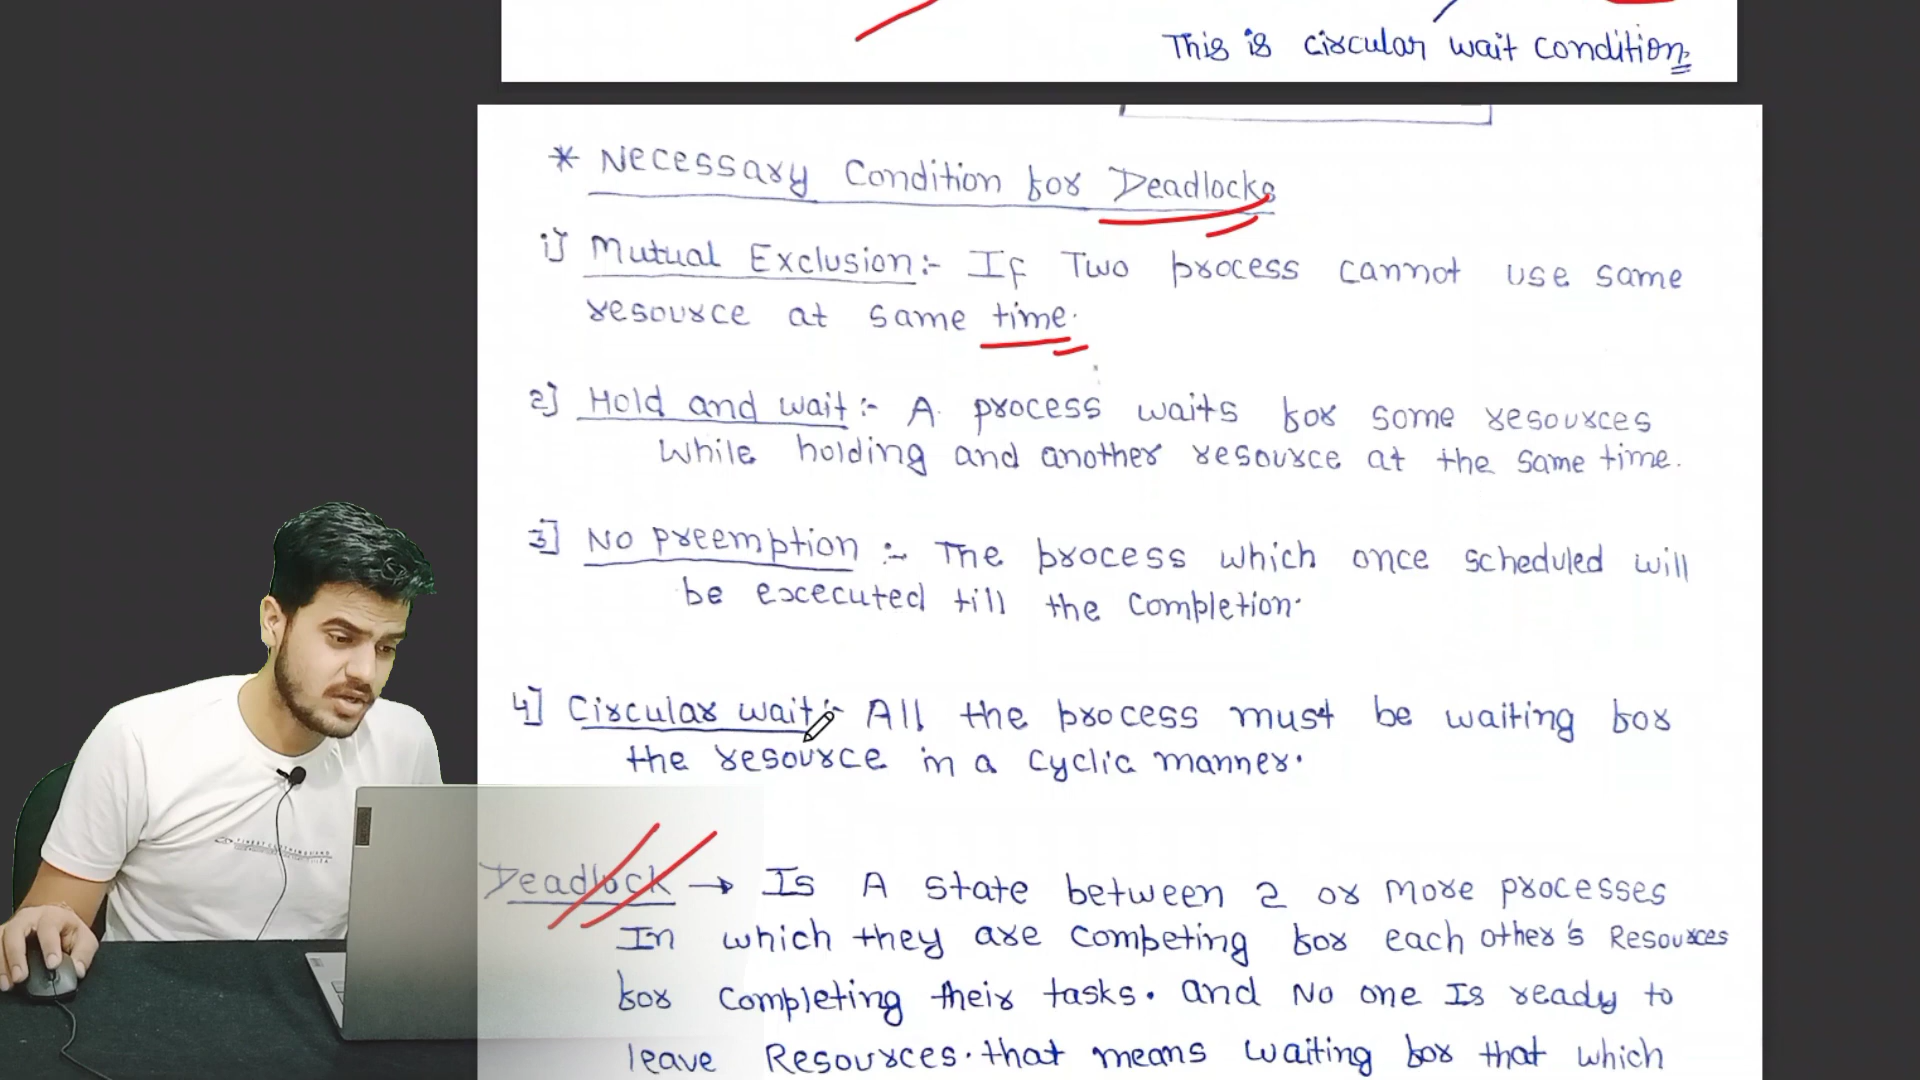 This is circular wait condition.
* Necessary Condition for Deadlocks
1] Mutual Exclusion:- If Two process cannot use same
resource at same time.
2] Hold and wait :- A process waits for some resources
While holding and another resource at the same time.
3] No preemption :- The process which once scheduled will
be excecuted till the completion.
4] Circular wait:- All the process must be waiting for
the resource in a cyclic manner.
Deadlock → Is A state between 2 or more processes
In which they are competing for each other's Resources
for completing their tasks. and No one Is ready to
leave Resources. that means waiting for that which